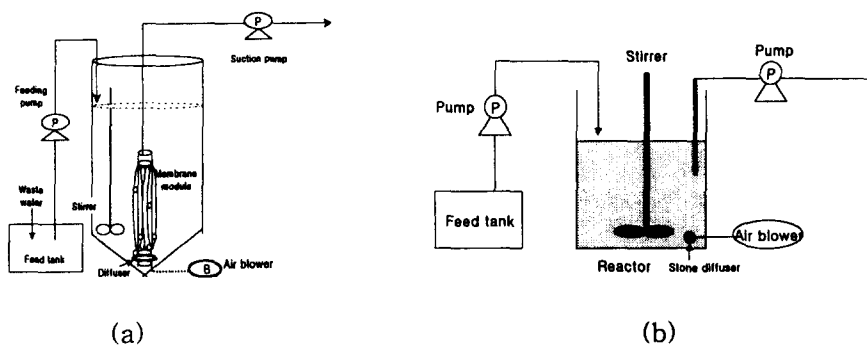 P
Suction pump
Feeding
pump
P
Waste
water
Stirrer
Membrane
module
Feed tank
Diffuser
B
Air blower
(a)
Stirrer
Pump
P
Pump
P
Feed tank
Air blower
Reactor
Stone diffuser
(b)